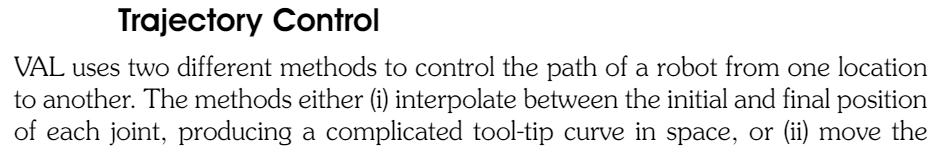 Trajectory Control
VAL uses two different methods to control the path of a robot from one location
to another. The methods either (i) interpolate between the initial and final position
of each joint, producing a complicated tool-tip curve in space, or (ii) move the